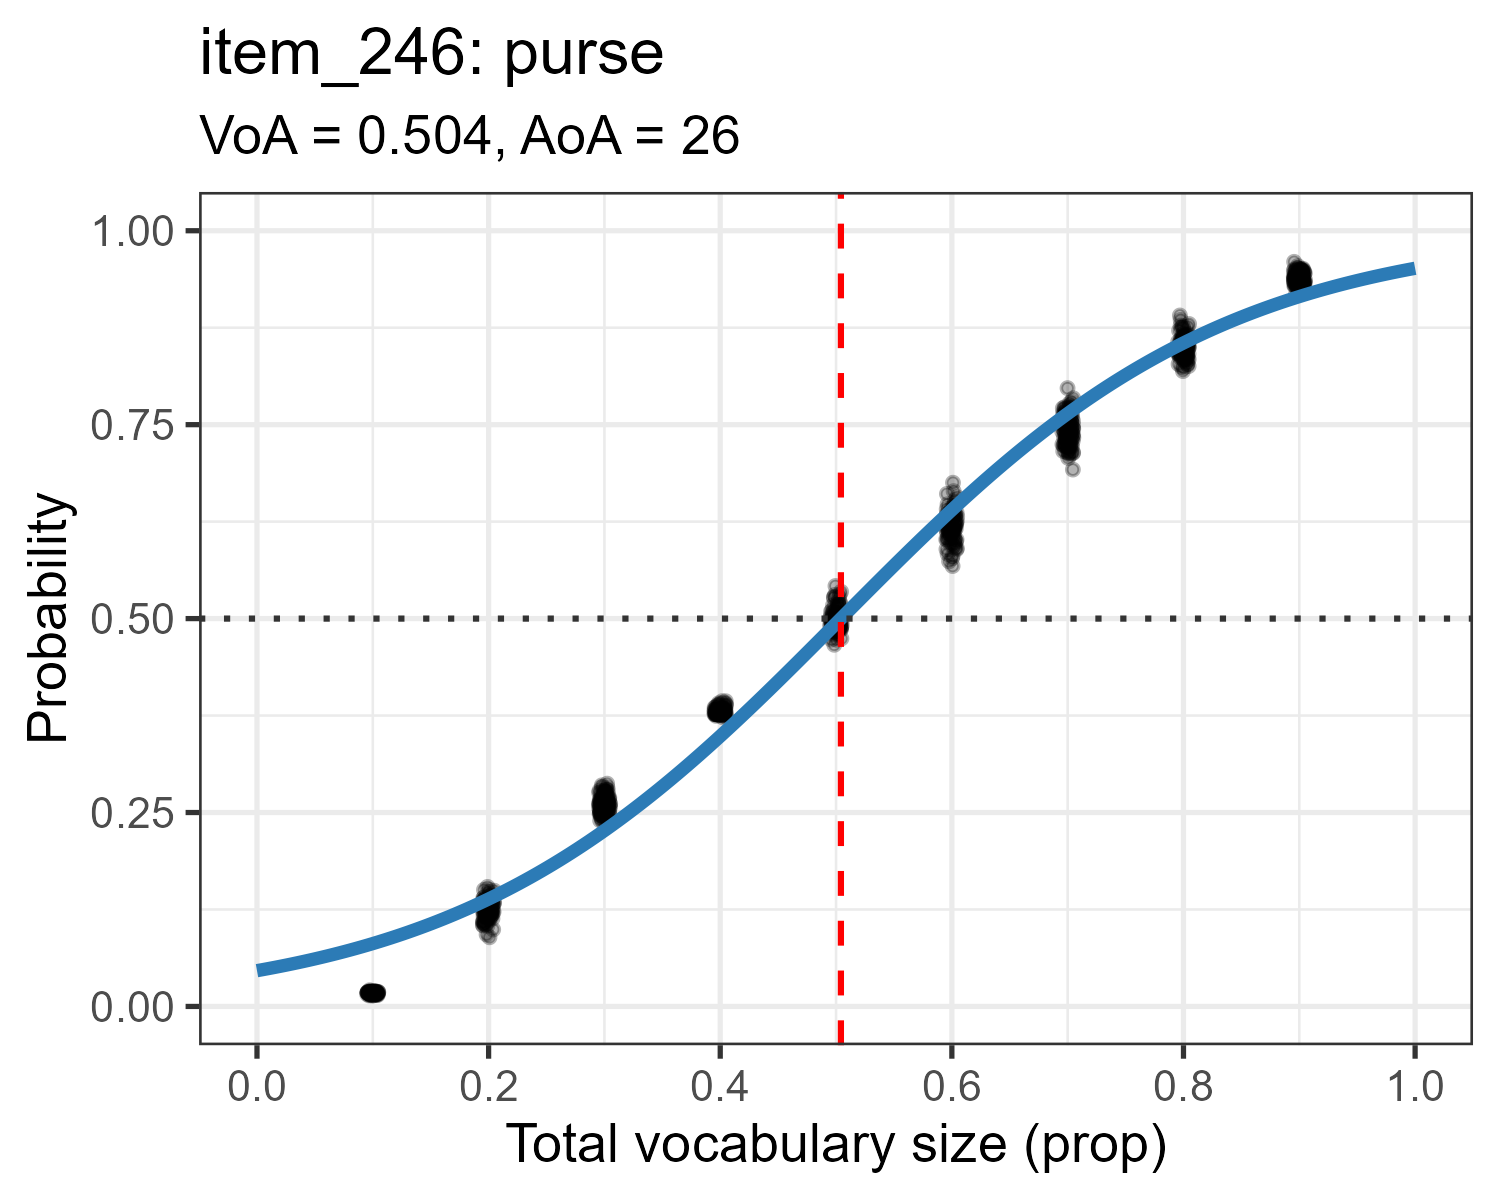 item_246: purse
VoA = 0.504, AoA = 26
1.00
0.75
0.50
0.25
0.00
Probability
0.0 0.2 0.4 0.6 0.8 1.0
Total vocabulary size (prop)